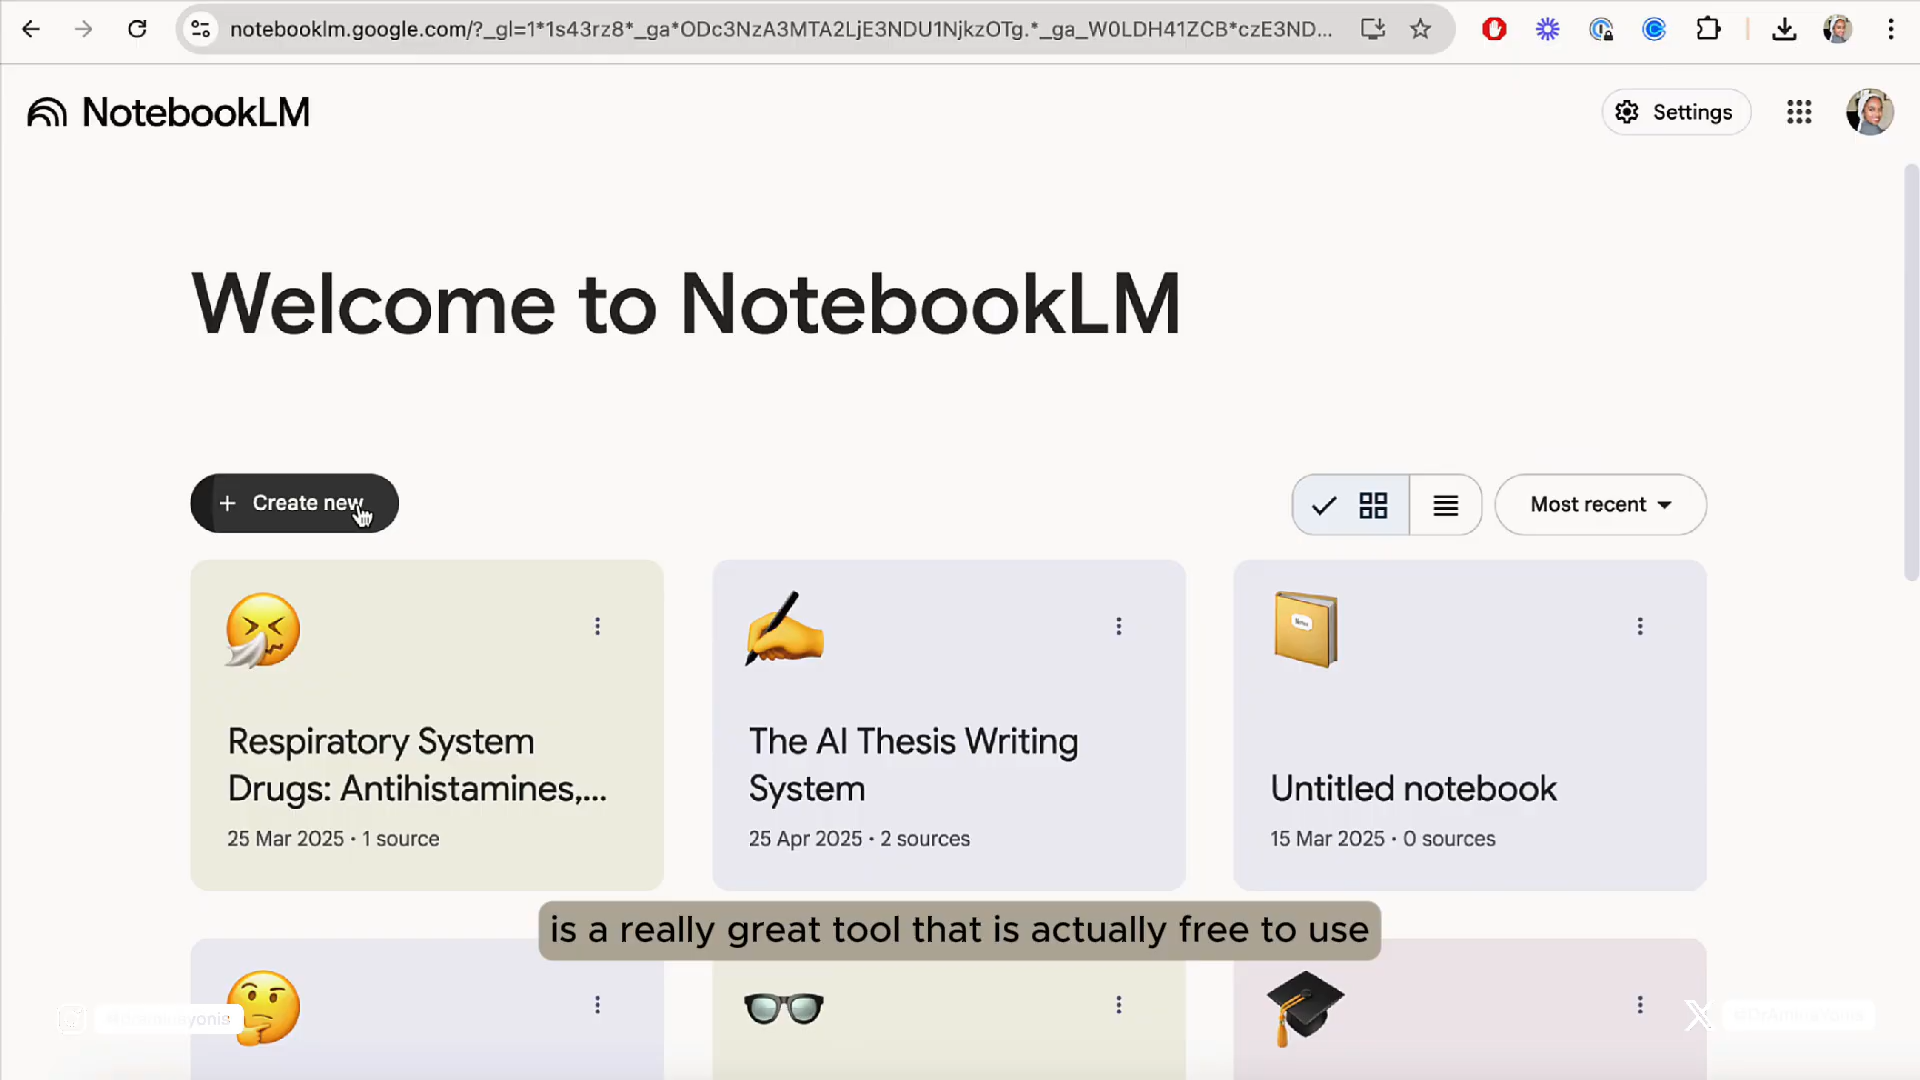 notebooklm.google.com/?_gl=1*1s43rz8*_ga*ODc3NzA3MTA2LjE3NDU1NjkzOTg.*_ga_W0LDH41ZCB*czE3ND...
NotebookLM
Settings
Welcome to NotebookLM
+ Create new
Most recent
Respiratory System
Drugs: Antihistamines,...
25 Mar 2025 · 1 source
The AI Thesis Writing
System
25 Apr 2025 · 2 sources
Untitled notebook
15 Mar 2025 · 0 sources
is a really great tool that is actually free to use